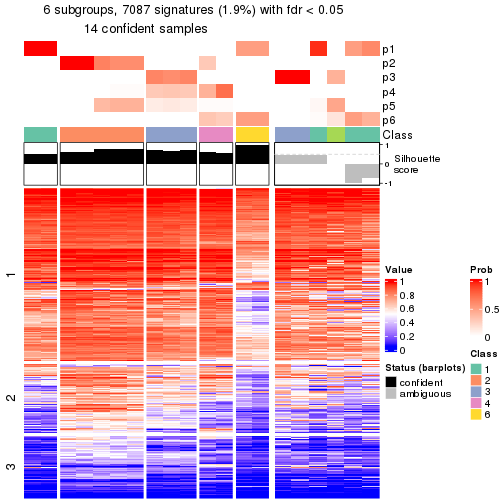 6 subgroups, 7087 signatures (1.9%) with fdr < 0.05
14 confident samples
p1
p2
p3
p4
p5
p6
Class
1
0
-1
Silhouette
score
1
2
3
Value
1
0.8
0.6
0.4
0.2
0
Status (barplots)
confident
ambiguous
Prob
1
0.5
0
Class
1
2
3
4
5
6